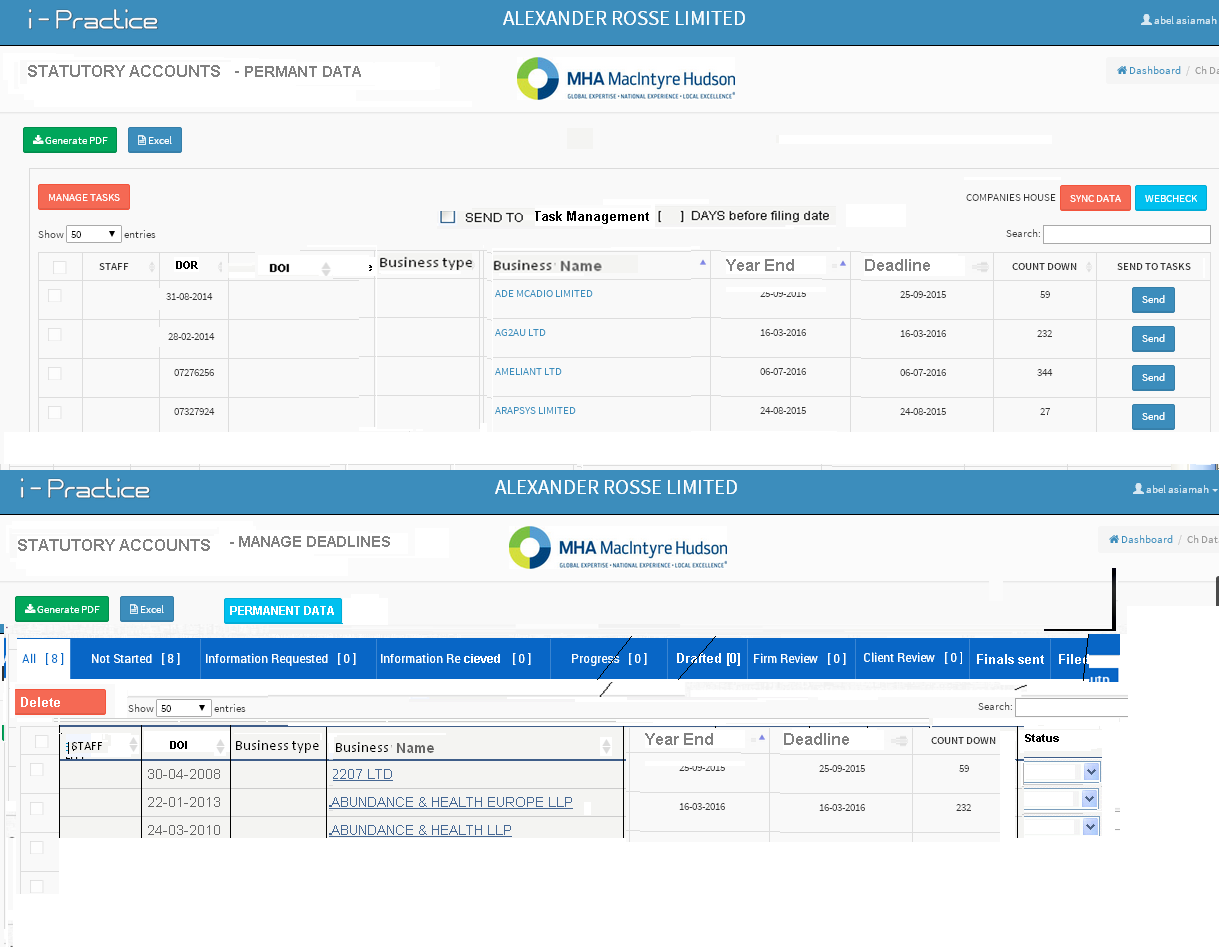 i - Practice ALEXANDER ROSSE LIMITED abel asiamah
STATUTORY ACCOUNTS - PERMANT DATA MHA MacIntyre Hudson Dashboard / Ch Da
GLOBAL EXPERTISE • NATIONAL EXPERIENCE • LOCAL EXCELLENCE
Generate PDF Excel
MANAGE TASKS COMPANIES HOUSE SYNC DATA WEBCHECK
SEND TO Task Management [ ] DAYS before filing date
Show 50 entries Search:
STAFF DOR DOI Business type Business Name Year End Deadline COUNT DOWN SEND TO TASKS
31-08-2014 ADE MCADIO LIMITED 25-09-2015 25-09-2015 59 Send
28-02-2014 AG2AU LTD 16-03-2016 16-03-2016 232 Send
07276256 AMELIANT LTD 06-07-2016 06-07-2016 344 Send
07327924 ARAPSYS LIMITED 24-08-2015 24-08-2015 27 Send
i - Practice ALEXANDER ROSSE LIMITED abel asiamah
STATUTORY ACCOUNTS - MANAGE DEADLINES MHA MacIntyre Hudson Dashboard / Ch Dat
GLOBAL EXPERTISE • NATIONAL EXPERIENCE • LOCAL EXCELLENCE
Generate PDF Excel PERMANENT DATA
All [ 8 ] Not Started [ 8 ] Information Requested [ 0 ] Information Re cieved [ 0 ] Progress [ 0 ] Drafted [0] Firm Review [ 0 ] Client Review [ 0 ] Finals sent Filed
Delete Show 50 entries Search:
STAFF DOI Business type Business Name Year End Deadline COUNT DOWN Status
30-04-2008 2207 LTD 25-09-2015 25-09-2015 59
22-01-2013 ABUNDANCE & HEALTH EUROPE LLP 16-03-2016 16-03-2016 232
24-03-2010 ABUNDANCE & HEALTH LLP